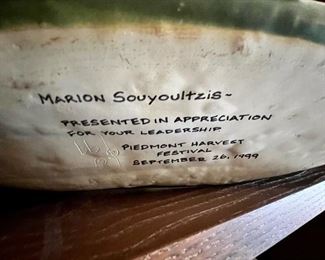 MARION SOUYOULTZIS~
PRESENTED IN APPRECIATION
FOR YOUR LEADERSHIP
PIEDMONT HARVEST
FESTIVAL
SEPTEMBER 26, 1999